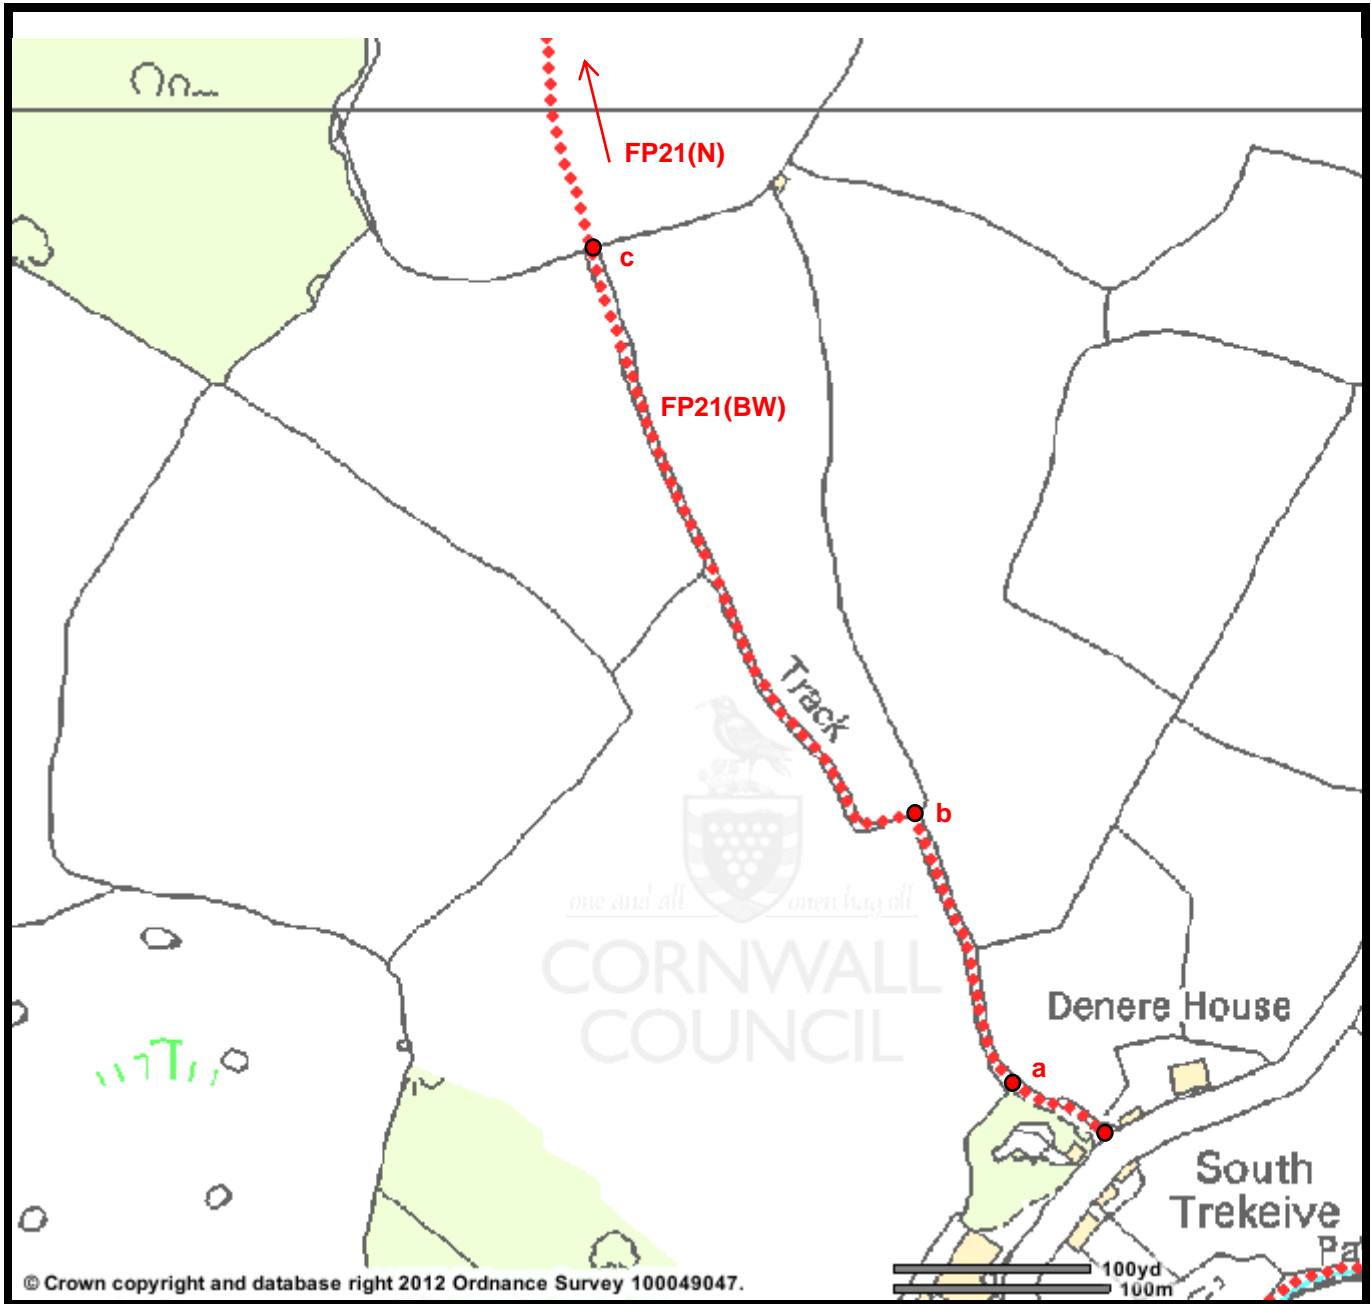 FP21(N)
c
FP21(BW)
Track
b
one and all
onen hag oll
CORNWALL
COUNCIL
Denere House
a
South
Trekeive
Pa
100yd
100m
© Crown copyright and database right 2012 Ordnance Survey 100049047.